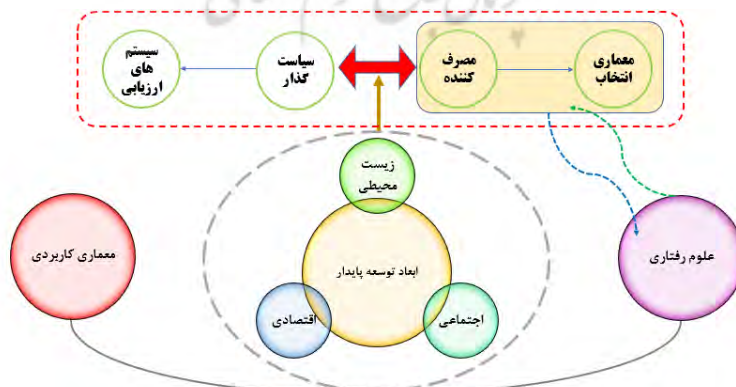 معماری
انتخاب
مصرف
کننده
سیاست
گذار
سیستم
های
ارزیابی
زیست
محیطی
ابعاد توسعه پایدار
اجتماعی
اقتصادی
علوم رفتاری
معماری کاربردی